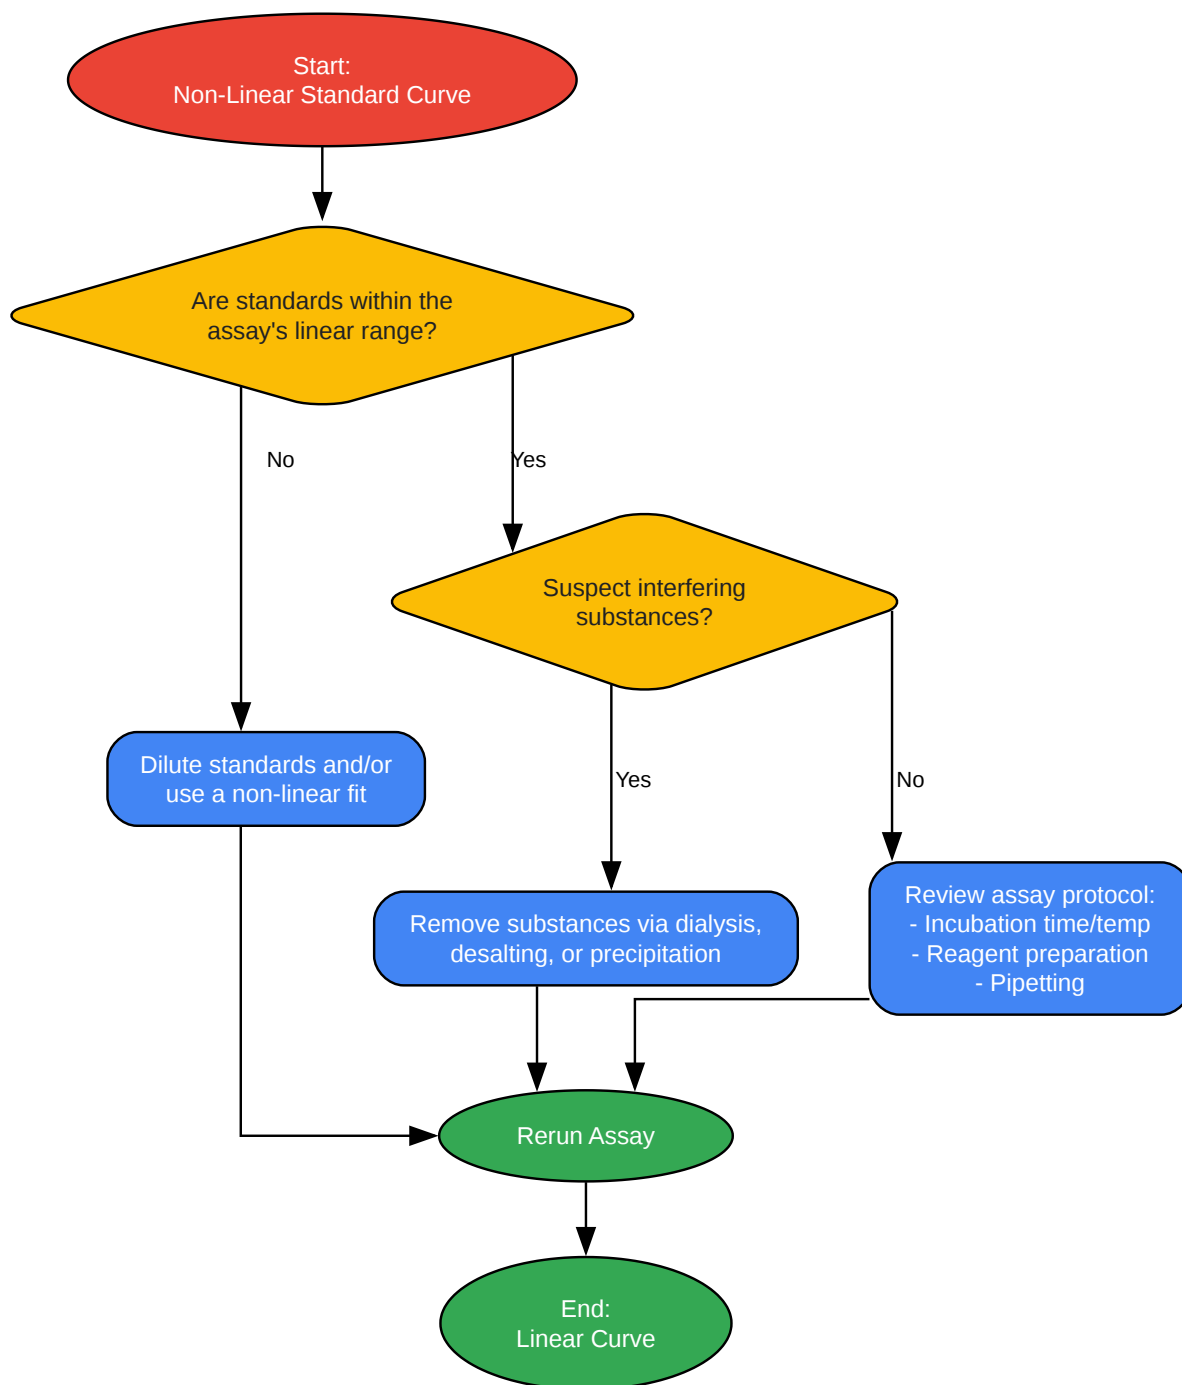 Start:
Non-Linear Standard Curve
Are standards within the
assay's linear range?
No
Yes
Suspect interfering
substances?
Dilute standards and/or
use a non-linear fit
Yes
No
Remove substances via dialysis,
desalting, or precipitation
Review assay protocol:
- Incubation time/temp
- Reagent preparation
- Pipetting
Rerun Assay
End:
Linear Curve